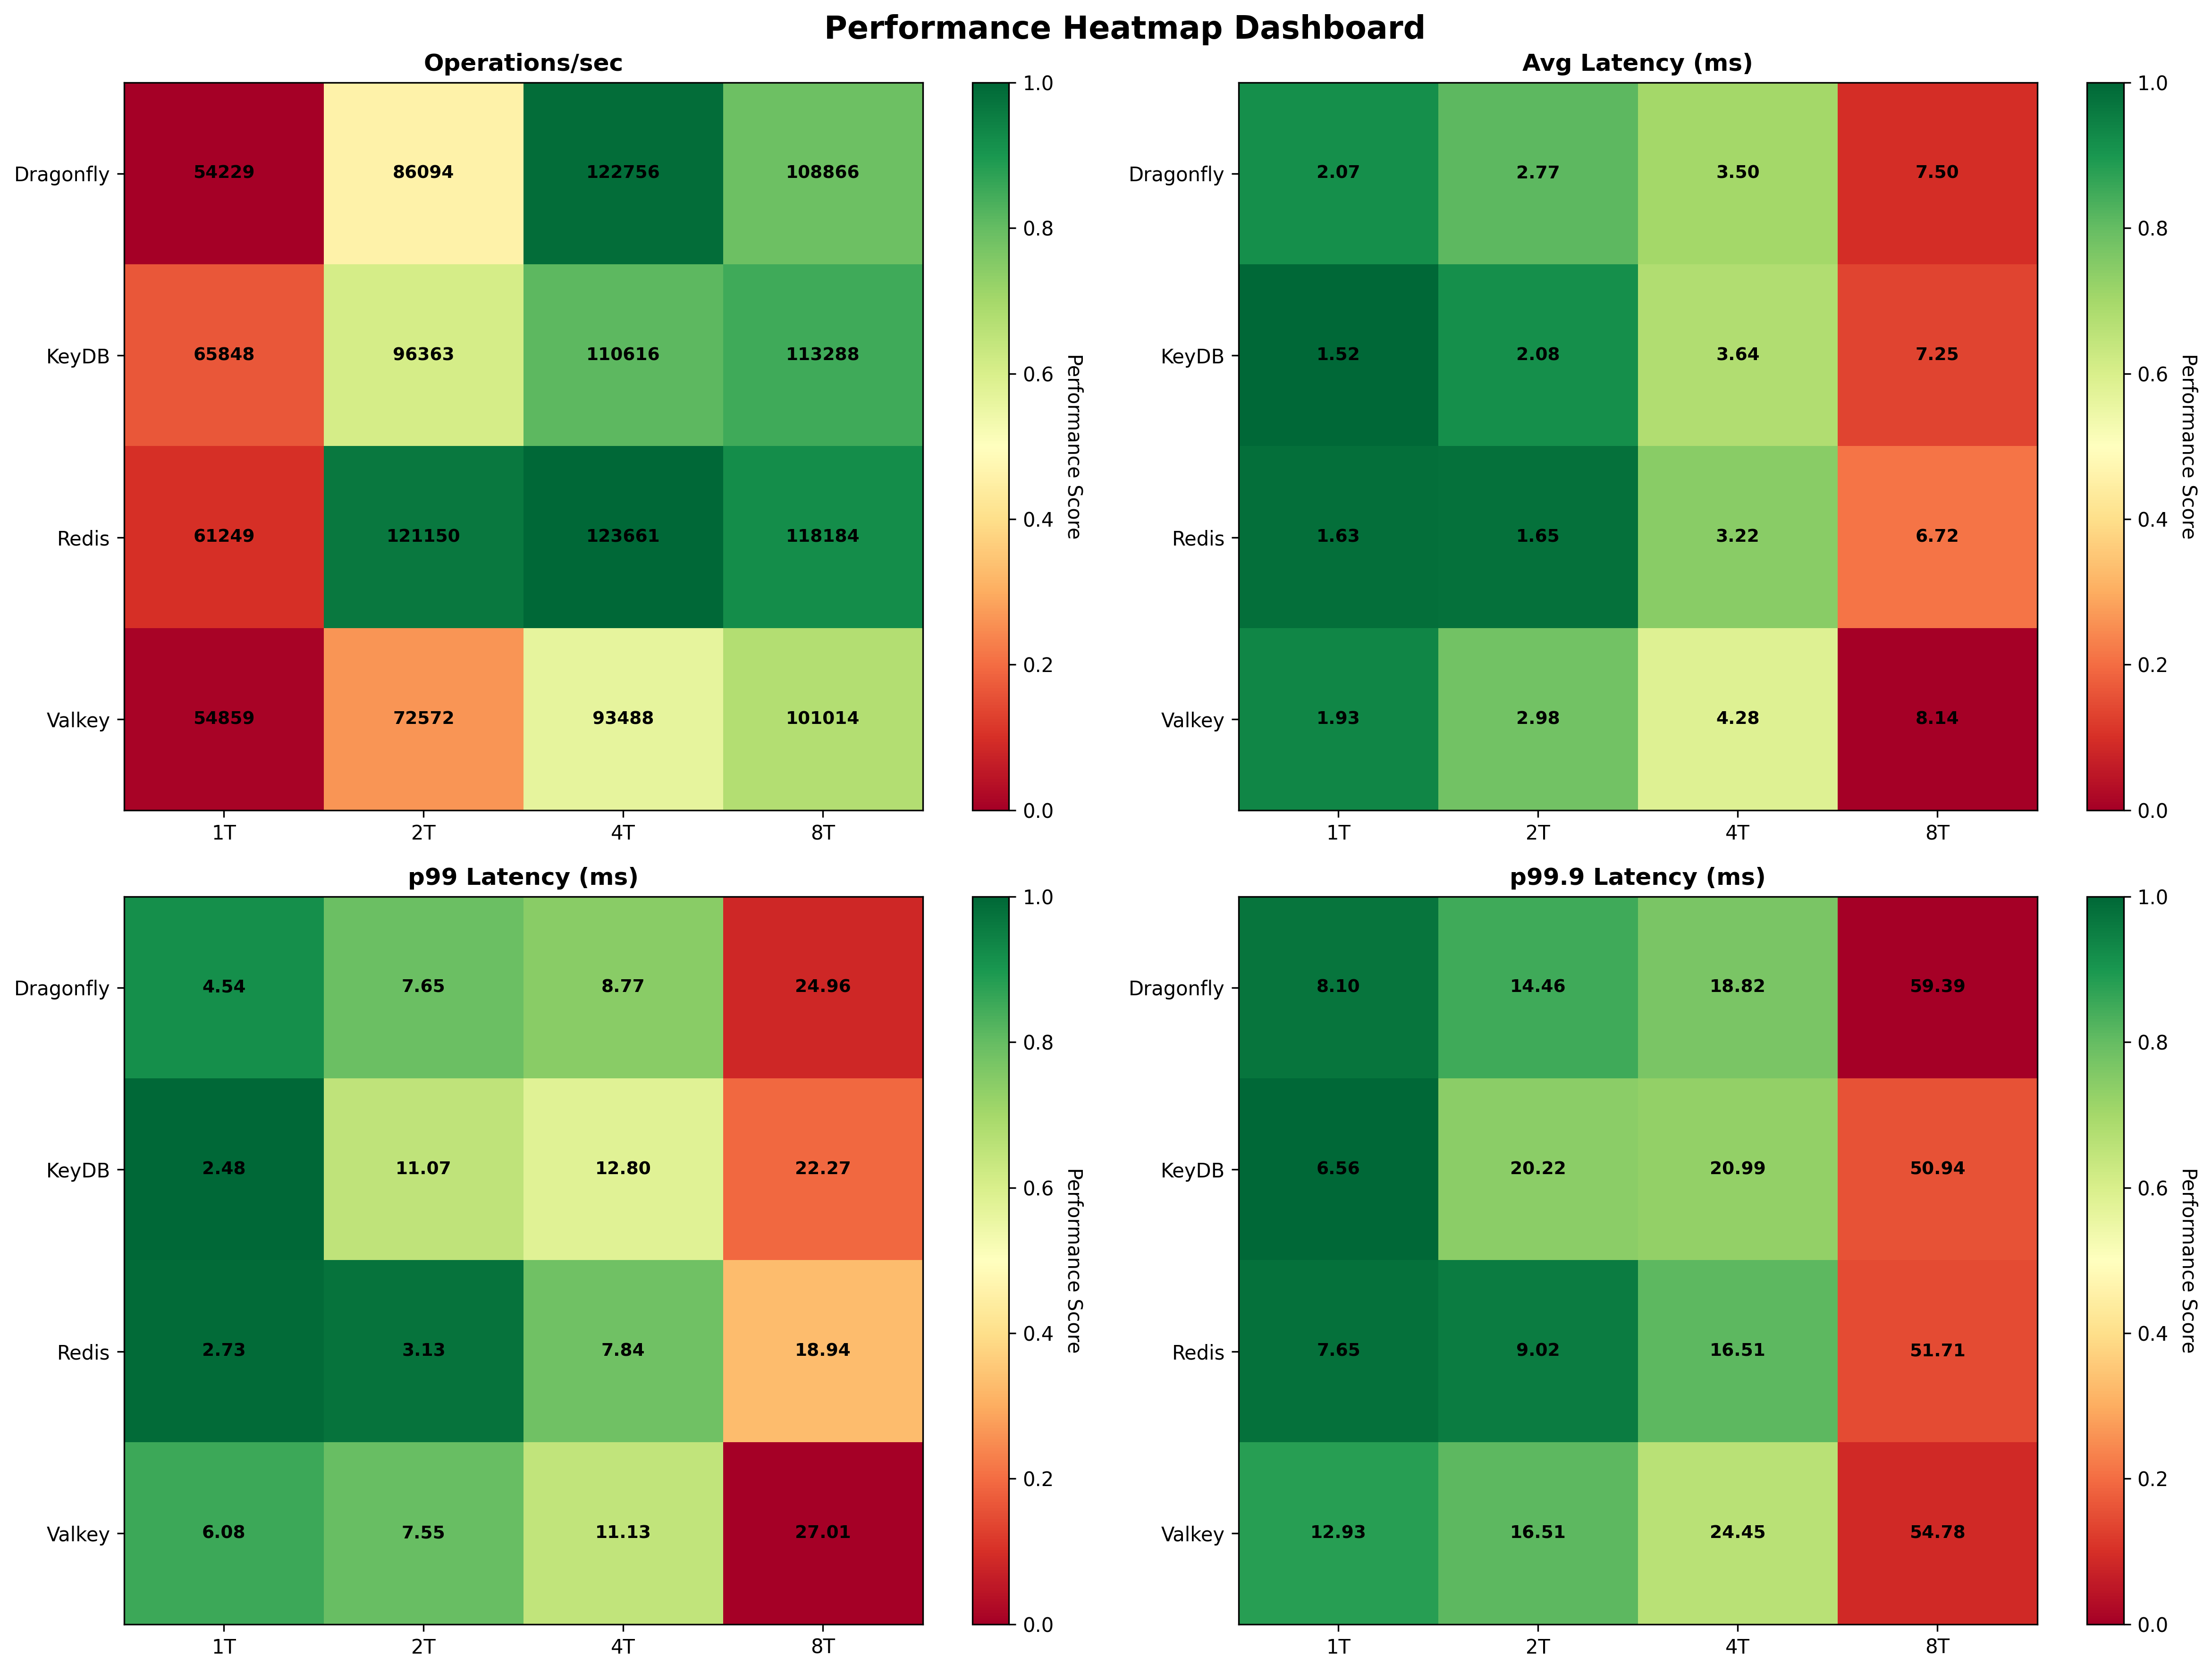 Performance Heatmap Dashboard
Operations/sec
Dragonfly 54229 86094 122756 108866
KeyDB 65848 96363 110616 113288
Redis 61249 121150 123661 118184
Valkey 54859 72572 93488 101014
1T 2T 4T 8T
1.0
0.8
0.6
0.4
0.2
0.0
Performance Score
Avg Latency (ms)
Dragonfly 2.07 2.77 3.50 7.50
KeyDB 1.52 2.08 3.64 7.25
Redis 1.63 1.65 3.22 6.72
Valkey 1.93 2.98 4.28 8.14
1T 2T 4T 8T
1.0
0.8
0.6
0.4
0.2
0.0
Performance Score
p99 Latency (ms)
Dragonfly 4.54 7.65 8.77 24.96
KeyDB 2.48 11.07 12.80 22.27
Redis 2.73 3.13 7.84 18.94
Valkey 6.08 7.55 11.13 27.01
1T 2T 4T 8T
1.0
0.8
0.6
0.4
0.2
0.0
Performance Score
p99.9 Latency (ms)
Dragonfly 8.10 14.46 18.82 59.39
KeyDB 6.56 20.22 20.99 50.94
Redis 7.65 9.02 16.51 51.71
Valkey 12.93 16.51 24.45 54.78
1T 2T 4T 8T
1.0
0.8
0.6
0.4
0.2
0.0
Performance Score